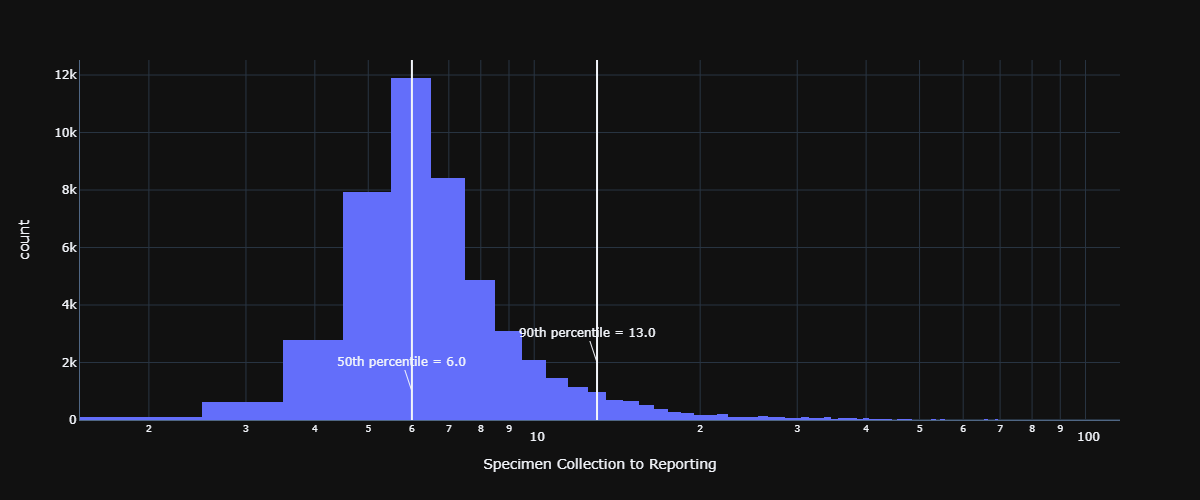 12k
10k
8k
6k
4k
2k
0
count
90th percentile = 13.0
50th percentile = 6.0
2 3 4 5 6 7 8 9 10 2 3 4 5 6 7 8 9 100
Specimen Collection to Reporting